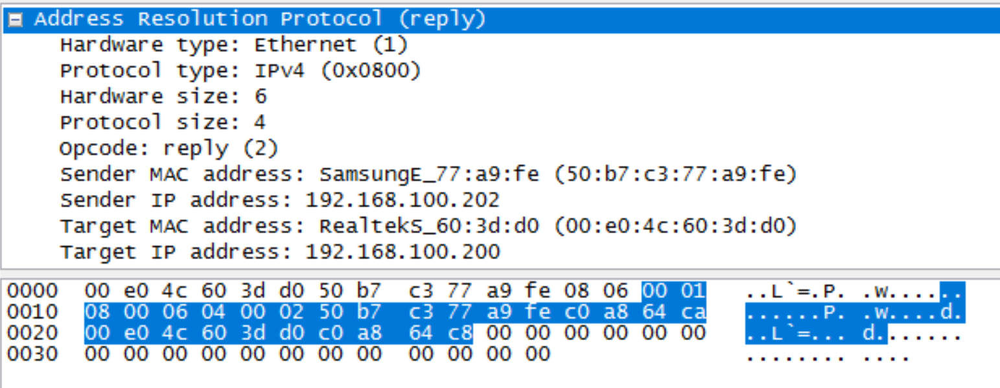 Address Resolution Protocol (reply)
Hardware type: Ethernet (1)
Protocol type: IPv4 (0x0800)
Hardware size: 6
Protocol size: 4
Opcode: reply (2)
Sender MAC address: SamsungE_77:a9:fe (50:b7:c3:77:a9:fe)
Sender IP address: 192.168.100.202
Target MAC address: RealtekS_60:3d:d0 (00:e0:4c:60:3d:d0)
Target IP address: 192.168.100.200
0000 00 e0 4c 60 3d d0 50 b7 c3 77 a9 fe 08 06 00 01 ..L`=.P. .w......
0010 08 00 06 04 00 02 50 b7 c3 77 a9 fe c0 a8 64 ca ......P. .w....d.
0020 00 e0 4c 60 3d d0 c0 a8 64 c8 00 00 00 00 00 00 ..L`=... d.......
0030 00 00 00 00 00 00 00 00 00 00 00 00 ........ ....